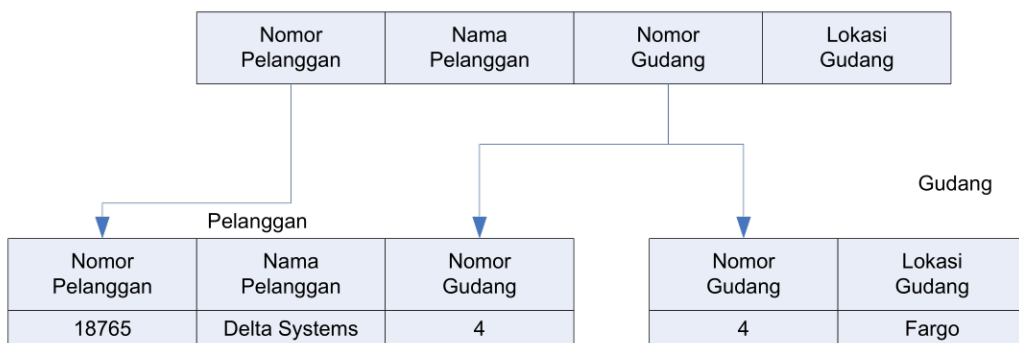 Nomor
Pelanggan
Nama
Pelanggan
Nomor
Gudang
Lokasi
Gudang
Gudang
Pelanggan
Nomor
Pelanggan
Nama
Pelanggan
Nomor
Gudang
18765
Delta Systems
4
Nomor
Gudang
Lokasi
Gudang
4
Fargo